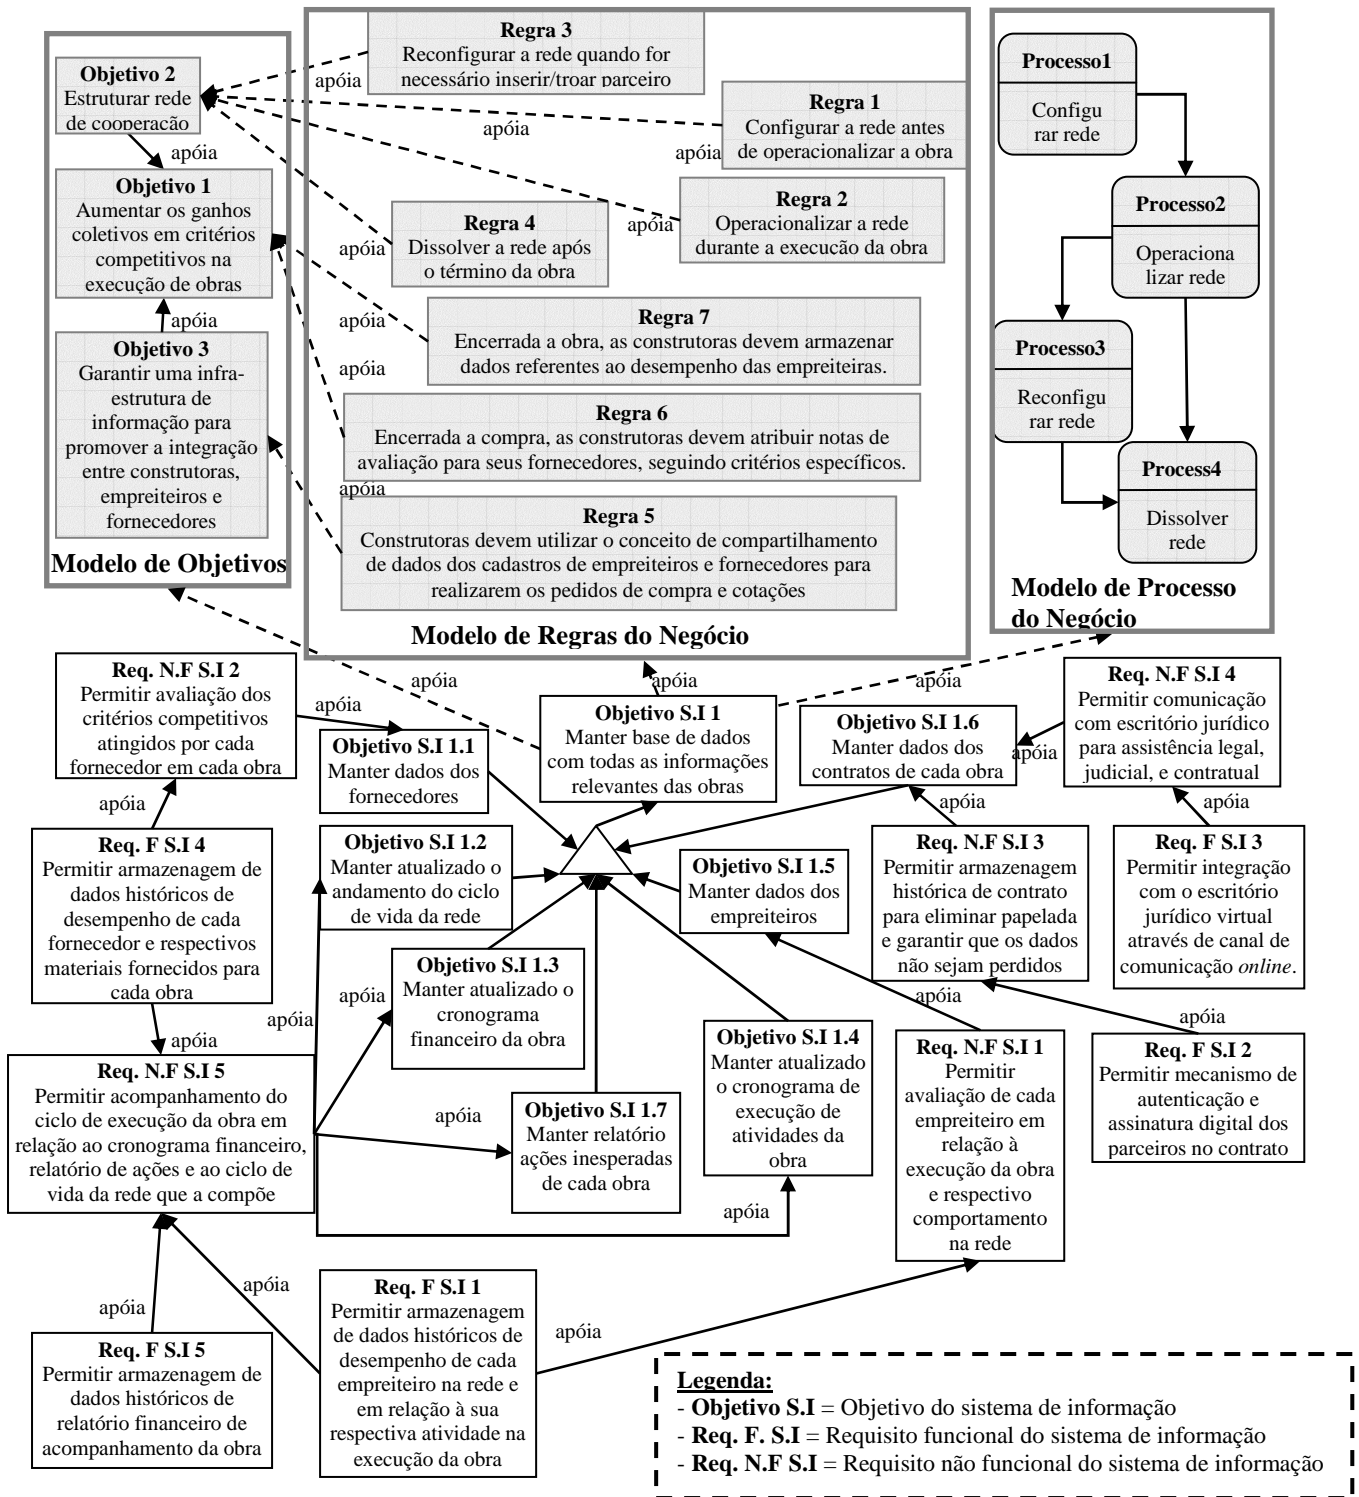 Regra 3
Reconfigurar a rede quando for
necessário inserir/troar parceiro
Objetivo 2
Estruturar rede
de cooperação
apóia
Regra 1
Configurar a rede antes
de operacionalizar a obra
apóia
apóia
apóia
Objetivo 1
Aumentar os ganhos
coletivos em critérios
competitivos na
execução de obras
Regra 2
Operacionalizar a rede
durante a execução da obra
apóia
Regra 4
Dissolver a rede após
o término da obra
apóia
apóia
Objetivo 3
Garantir uma infra-
estrutura de
informação para
promover a integração
entre construtoras,
empreiteiros e
fornecedores
Modelo de Objetivos
Regra 7
Encerrada a obra, as construtoras devem armazenar
dados referentes ao desempenho das empreiteiras.
apóia
apóia
Regra 6
Encerrada a compra, as construtoras devem atribuir notas de
avaliação para seus fornecedores, seguindo critérios específicos.
apóia
Regra 5
Construtoras devem utilizar o conceito de compartilhamento
de dados dos cadastros de empreiteiros e fornecedores para
realizarem os pedidos de compra e cotações
Modelo de Regras do Negócio
Processo1
Configu
rar rede
Processo2
Operaciona
lizar rede
Processo3
Reconfigu
rar rede
Process4
Dissolver
rede
Modelo de Processo
do Negócio
apóia
apóia
apóia
Req. N.F S.I 2
Permitir avaliação dos
critérios competitivos
atingidos por cada
fornecedor em cada obra
apóia
Objetivo S.I 1.1
Manter dados dos
fornecedores
Objetivo S.I 1
Manter base de dados
com todas as informações
relevantes das obras
Objetivo S.I 1.6
Manter dados dos
contratos de cada obra
apóia
Req. N.F S.I 4
Permitir comunicação
com escritório jurídico
para assistência legal,
judicial, e contratual
apóia
apóia
apóia
Req. F S.I 4
Permitir armazenagem de
dados históricos de
desempenho de cada
fornecedor e respectivos
materiais fornecidos para
cada obra
Objetivo S.I 1.2
Manter atualizado o
andamento do ciclo
de vida da rede
Objetivo S.I 1.5
Manter dados dos
empreiteiros
Req. N.F S.I 3
Permitir armazenagem
histórica de contrato
para eliminar papelada
e garantir que os dados
não sejam perdidos
Req. F S.I 3
Permitir integração
com o escritório
jurídico virtual
através de canal de
comunicação online.
Objetivo S.I 1.3
Manter atualizado o
cronograma
financeiro da obra
apóia
apóia
apóia
apóia
apóia
Req. N.F S.I 5
Permitir acompanhamento do
ciclo de execução da obra em
relação ao cronograma financeiro,
relatório de ações e ao ciclo de
vida da rede que a compõe
Objetivo S.I 1.4
Manter atualizado
o cronograma de
execução de
atividades da
obra
Req. N.F S.I 1
Permitir
avaliação de cada
empreiteiro em
relação à
execução da obra
e respectivo
comportamento
na rede
Req. F S.I 2
Permitir mecanismo de
autenticação e
assinatura digital dos
parceiros no contrato
Objetivo S.I 1.7
Manter relatório
ações inesperadas
de cada obra
apóia
apóia
apóia
apóia
apóia
Req. F S.I 1
Permitir armazenagem
de dados históricos de
desempenho de cada
empreiteiro na rede e
em relação à sua
respectiva atividade na
execução da obra
Req. F S.I 5
Permitir armazenagem de
dados históricos de
relatório financeiro de
acompanhamento da obra
Legenda:
- Objetivo S.I = Objetivo do sistema de informação
- Req. F. S.I = Requisito funcional do sistema de informação
- Req. N.F S.I = Requisito não funcional do sistema de informação